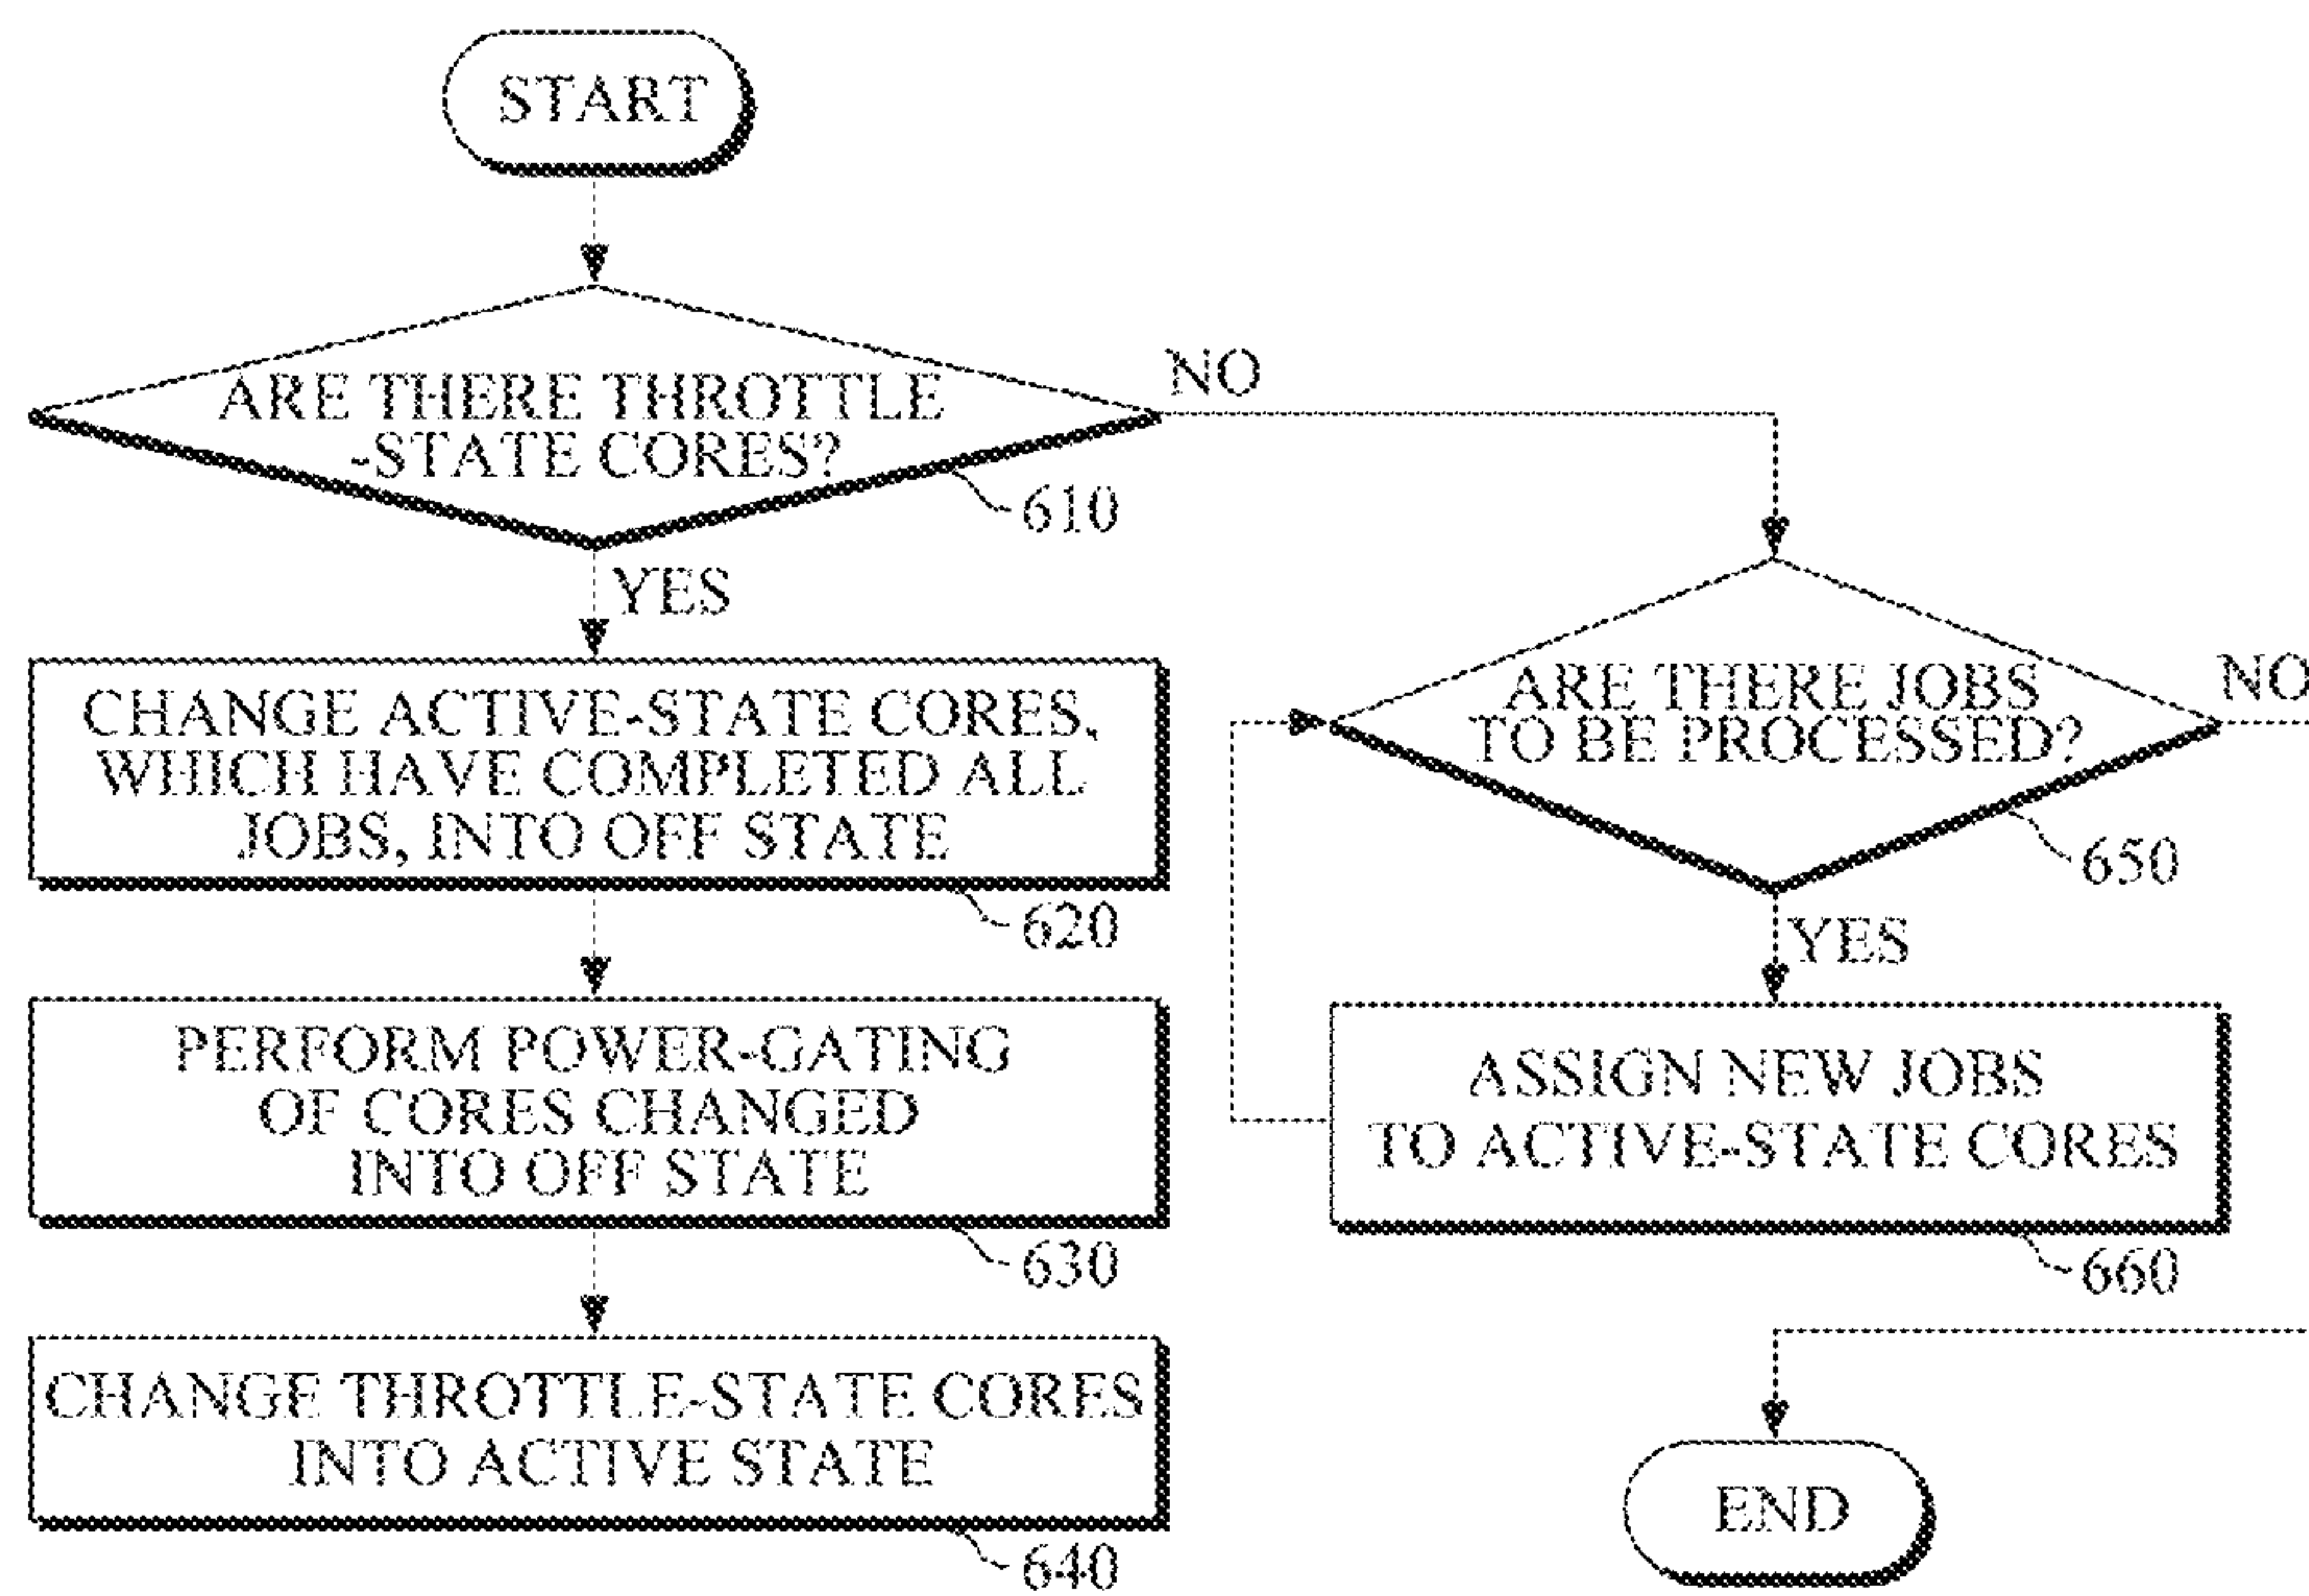 START
ARE THERE THROTTLE
-STATE CORES?
NO
610
YES
CHANGE ACTIVE-STATE CORES,
WHICH HAVE COMPLETED ALL
JOBS, INTO OFF STATE
620
PERFORM POWER-GATING
OF CORES CHANGED
INTO OFF STATE
630
CHANGE THROTTLE-STATE CORES
INTO ACTIVE STATE
640
ARE THERE JOBS
TO BE PROCESSED?
NO
650
YES
ASSIGN NEW JOBS
TO ACTIVE-STATE CORES
660
END